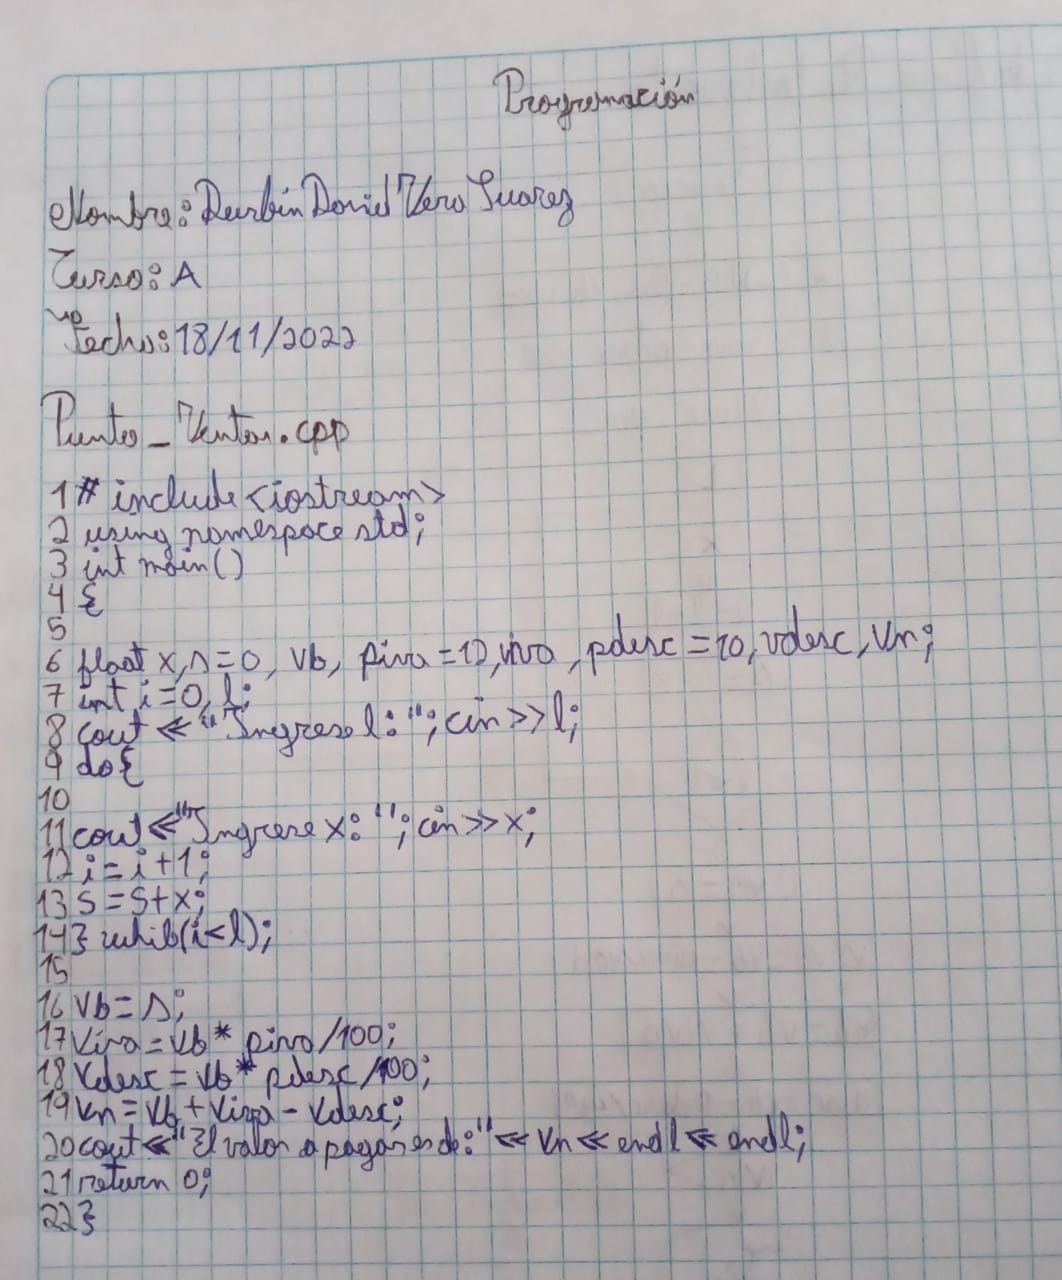 Programación
Nombre: Durbin Daniel Vera Suarez
Curso: A
Fecha: 18/11/2022
Punto_Venta.cpp
1 # include <iostream>
2 using namespace std;
3 int main()
4 {
5
6 float x, s=0, vb, piva=12, viva, pdesc=10, vdesc, vn;
7 int i=0, l;
8 cout << "Ingrese l: "; cin >> l;
9 do{
10
11 cout << "Ingrese x: "; cin >> x;
12 i = i + 1;
13 s = s + x;
14 } while(i<l);
15
16 vb = s;
17 viva = vb * piva/100;
18 vdesc = vb * pdesc/100;
19 vn = vb + viva - vdesc;
20 cout << "El valor a pagar es de: " << vn << endl << endl;
21 return 0;
22 }